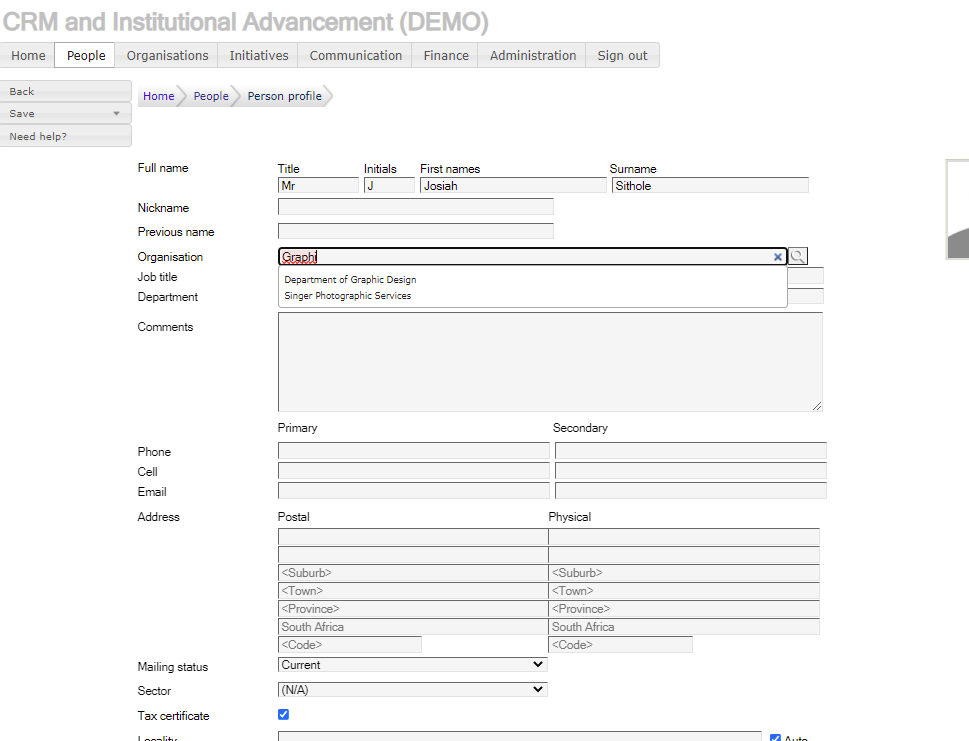 CRM and Institutional Advancement (DEMO)
Home People Organisations Initiatives Communication Finance Administration Sign out
Back
Save
Need help?
Home People Person profile
Full name
Title Initials First names Surname
Mr J Josiah Sithole
Nickname
Previous name
Organisation Graphi
Job title
Department
Department of Graphic Design
Singer Photographic Services
Comments
Primary Secondary
Phone
Cell
Email
Address Postal Physical
<Suburb> <Suburb>
<Town> <Town>
<Province> <Province>
South Africa South Africa
<Code> <Code>
Mailing status Current
Sector (N/A)
Tax certificate
Locality Auto